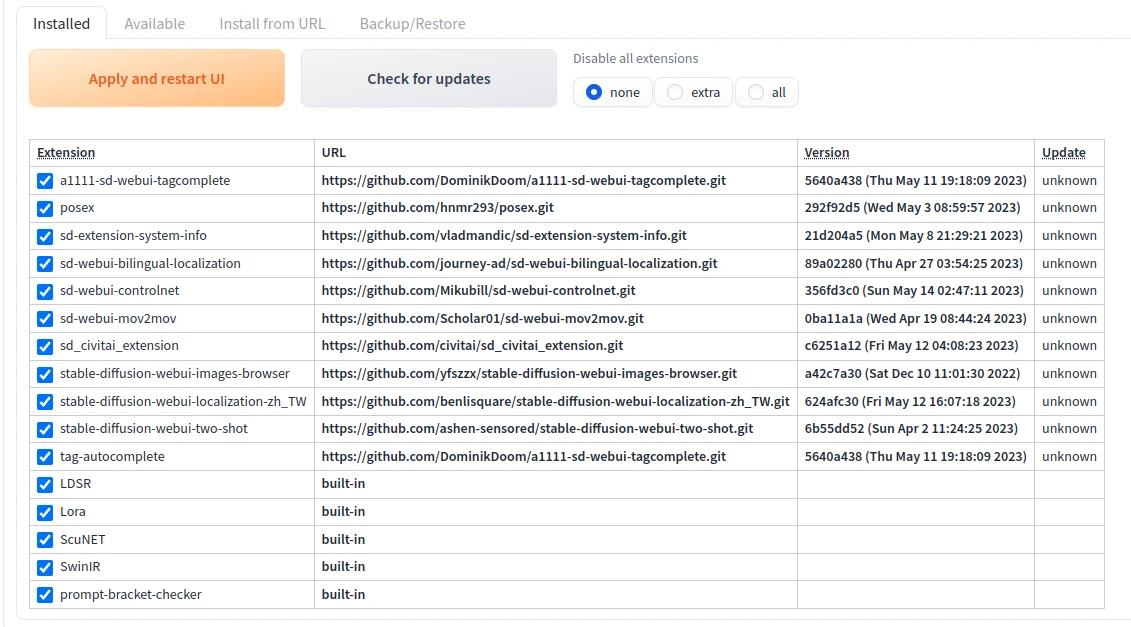 Installed Available Install from URL Backup/Restore
Apply and restart UI Check for updates Disable all extensions
none extra all
Extension URL Version Update
a1111-sd-webui-tagcomplete https://github.com/DominikDoom/a1111-sd-webui-tagcomplete.git 5640a438 (Thu May 11 19:18:09 2023) unknown
posex https://github.com/hnmr293/posex.git 292f92d5 (Wed May 3 08:59:57 2023) unknown
sd-extension-system-info https://github.com/vladmandic/sd-extension-system-info.git 21d204a5 (Mon May 8 21:29:21 2023) unknown
sd-webui-bilingual-localization https://github.com/journey-ad/sd-webui-bilingual-localization.git 89a02280 (Thu Apr 27 03:54:25 2023) unknown
sd-webui-controlnet https://github.com/Mikubill/sd-webui-controlnet.git 356fd3c0 (Sun May 14 02:47:11 2023) unknown
sd-webui-mov2mov https://github.com/Scholar01/sd-webui-mov2mov.git 0ba11a1a (Wed Apr 19 08:44:24 2023) unknown
sd_civitai_extension https://github.com/civitai/sd_civitai_extension.git c6251a12 (Fri May 12 04:08:23 2023) unknown
stable-diffusion-webui-images-browser https://github.com/yfszzx/stable-diffusion-webui-images-browser.git a42c7a30 (Sat Dec 10 11:01:30 2022) unknown
stable-diffusion-webui-localization-zh_TW https://github.com/benlisquare/stable-diffusion-webui-localization-zh_TW.git 624afc30 (Fri May 12 16:07:18 2023) unknown
stable-diffusion-webui-two-shot https://github.com/ashen-sensored/stable-diffusion-webui-two-shot.git 6b55dd52 (Sun Apr 2 11:24:25 2023) unknown
tag-autocomplete https://github.com/DominikDoom/a1111-sd-webui-tagcomplete.git 5640a438 (Thu May 11 19:18:09 2023) unknown
LDSR built-in
Lora built-in
ScuNET built-in
SwinIR built-in
prompt-bracket-checker built-in